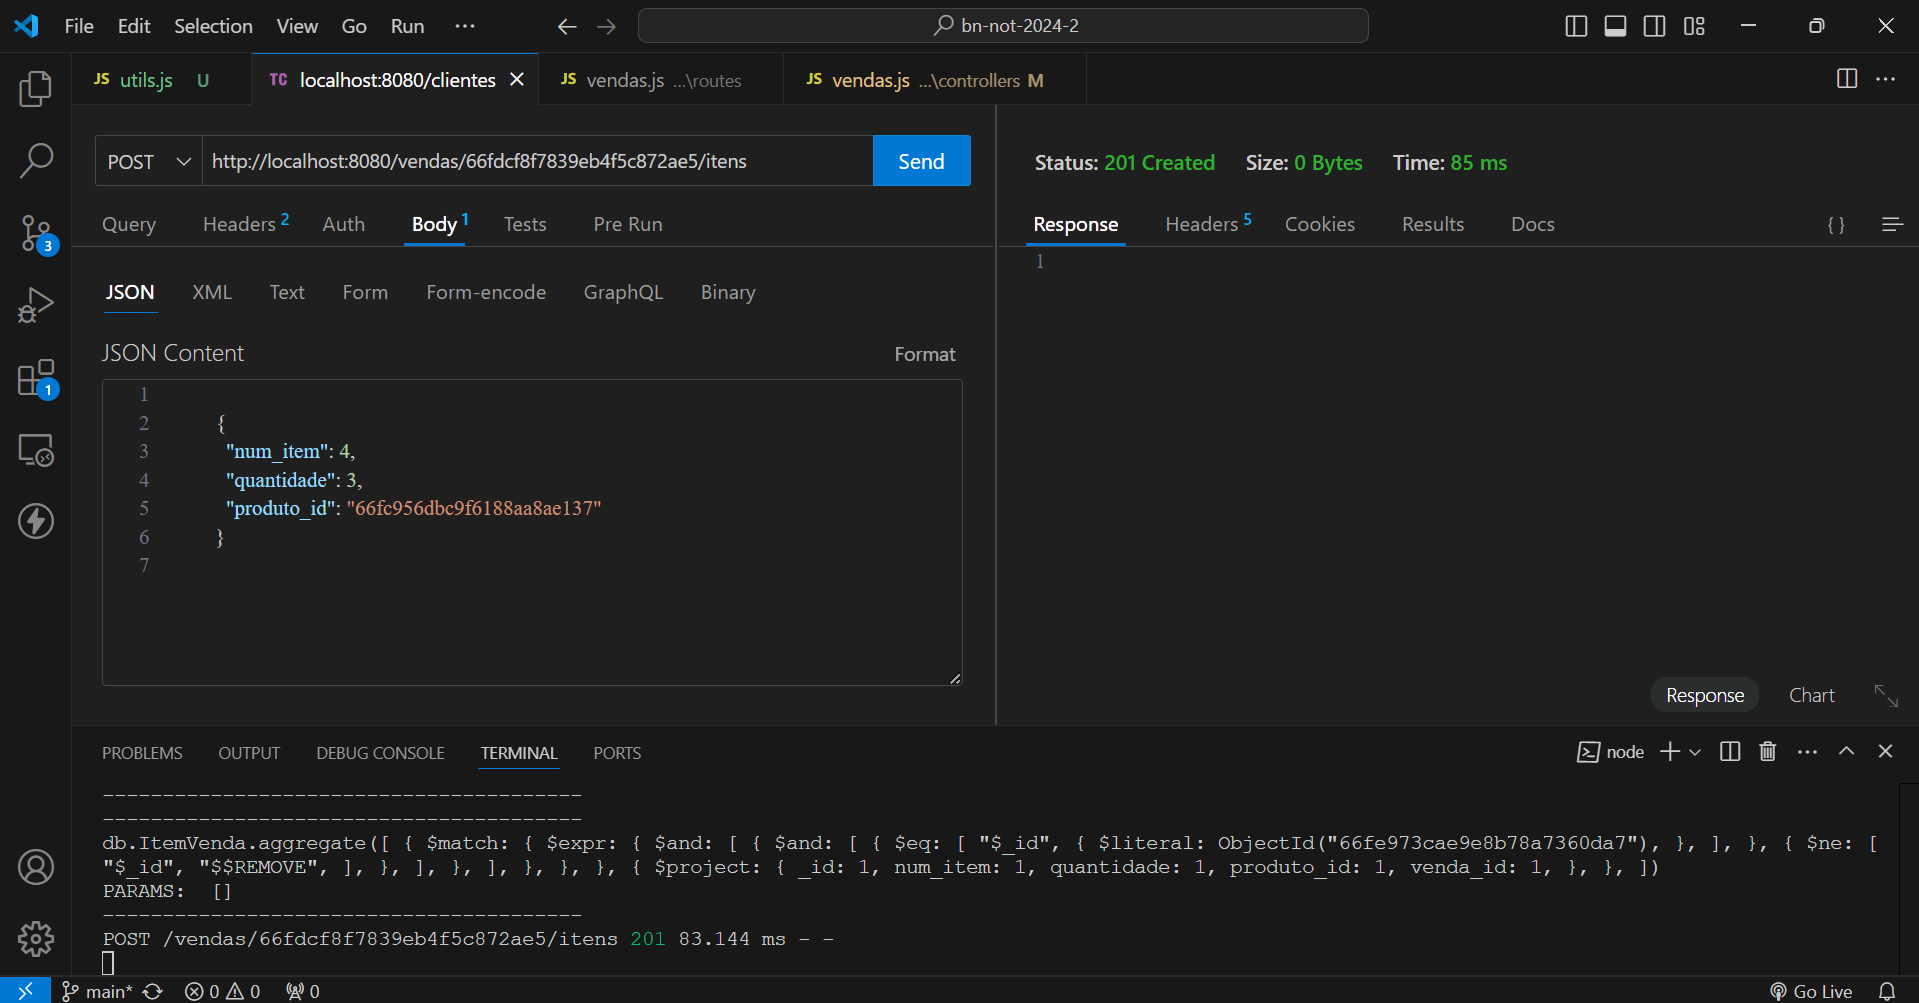 File Edit Selection View Go Run ··· bn-not-2024-2
JS utils.js U TC localhost:8080/clientes JS vendas.js ...\routes JS vendas.js ...\controllers M
POST http://localhost:8080/vendas/66fdcf8f7839eb4f5c872ae5/itens Send
Status: 201 Created Size: 0 Bytes Time: 85 ms
Query Headers 2 Auth Body 1 Tests Pre Run
Response Headers 5 Cookies Results Docs { }
1
3
1
JSON XML Text Form Form-encode GraphQL Binary
JSON Content Format
1
2 {
3 "num_item": 4,
4 "quantidade": 3,
5 "produto_id": "66fc956dbc9f6188aa8ae137"
6 }
7
Response Chart
PROBLEMS OUTPUT DEBUG CONSOLE TERMINAL PORTS node
----------------------------------------
----------------------------------------
db.ItemVenda.aggregate([ { $match: { $expr: { $and: [ { $and: [ { $eq: [ "$_id", { $literal: ObjectId("66fe973cae9e8b78a7360da7"), }, ], }, { $ne: [
"$_id", "$$REMOVE", ], }, ], }, ], }, }, }, { $project: { _id: 1, num_item: 1, quantidade: 1, produto_id: 1, venda_id: 1, }, }, ])
PARAMS: []
----------------------------------------
POST /vendas/66fdcf8f7839eb4f5c872ae5/itens 201 83.144 ms - -
main* 0 0 0 Go Live